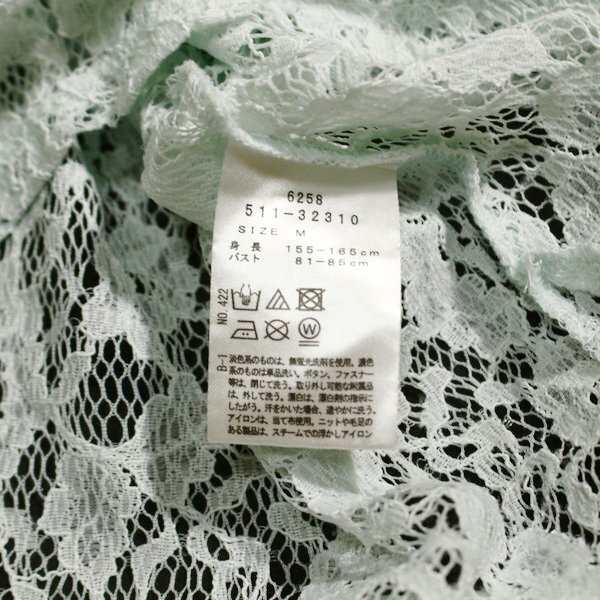 6258
511-32310
SIZE M
身長 155-165cm
バスト 81-85cm
NO.422
W
B-1
淡色系のものは、無蛍光洗剤を使用。濃色
系のものは単品洗い。ボタン、ファスナー
等は、閉じて洗う。取り外し可能な附属品
は、外して洗う。漂白は、漂白剤の指示に
したがう。汗をかいた場合、速やかに洗う。
アイロンは、当て布使用。ニットや毛足の
ある製品は、スチームでの浮かしアイロン